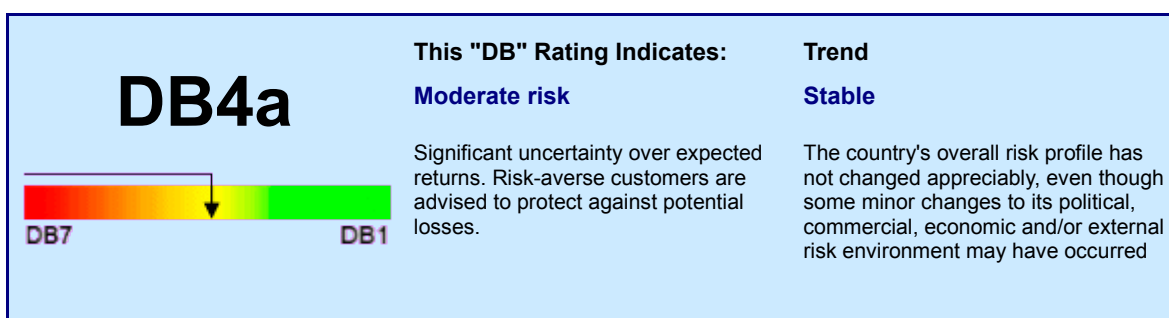 DB4a
DB7
DB1
This "DB" Rating Indicates:
Moderate risk
Significant uncertainty over expected
returns. Risk-averse customers are
advised to protect against potential
losses.
Trend
Stable
The country's overall risk profile has
not changed appreciably, even though
some minor changes to its political,
commercial, economic and/or external
risk environment may have occurred